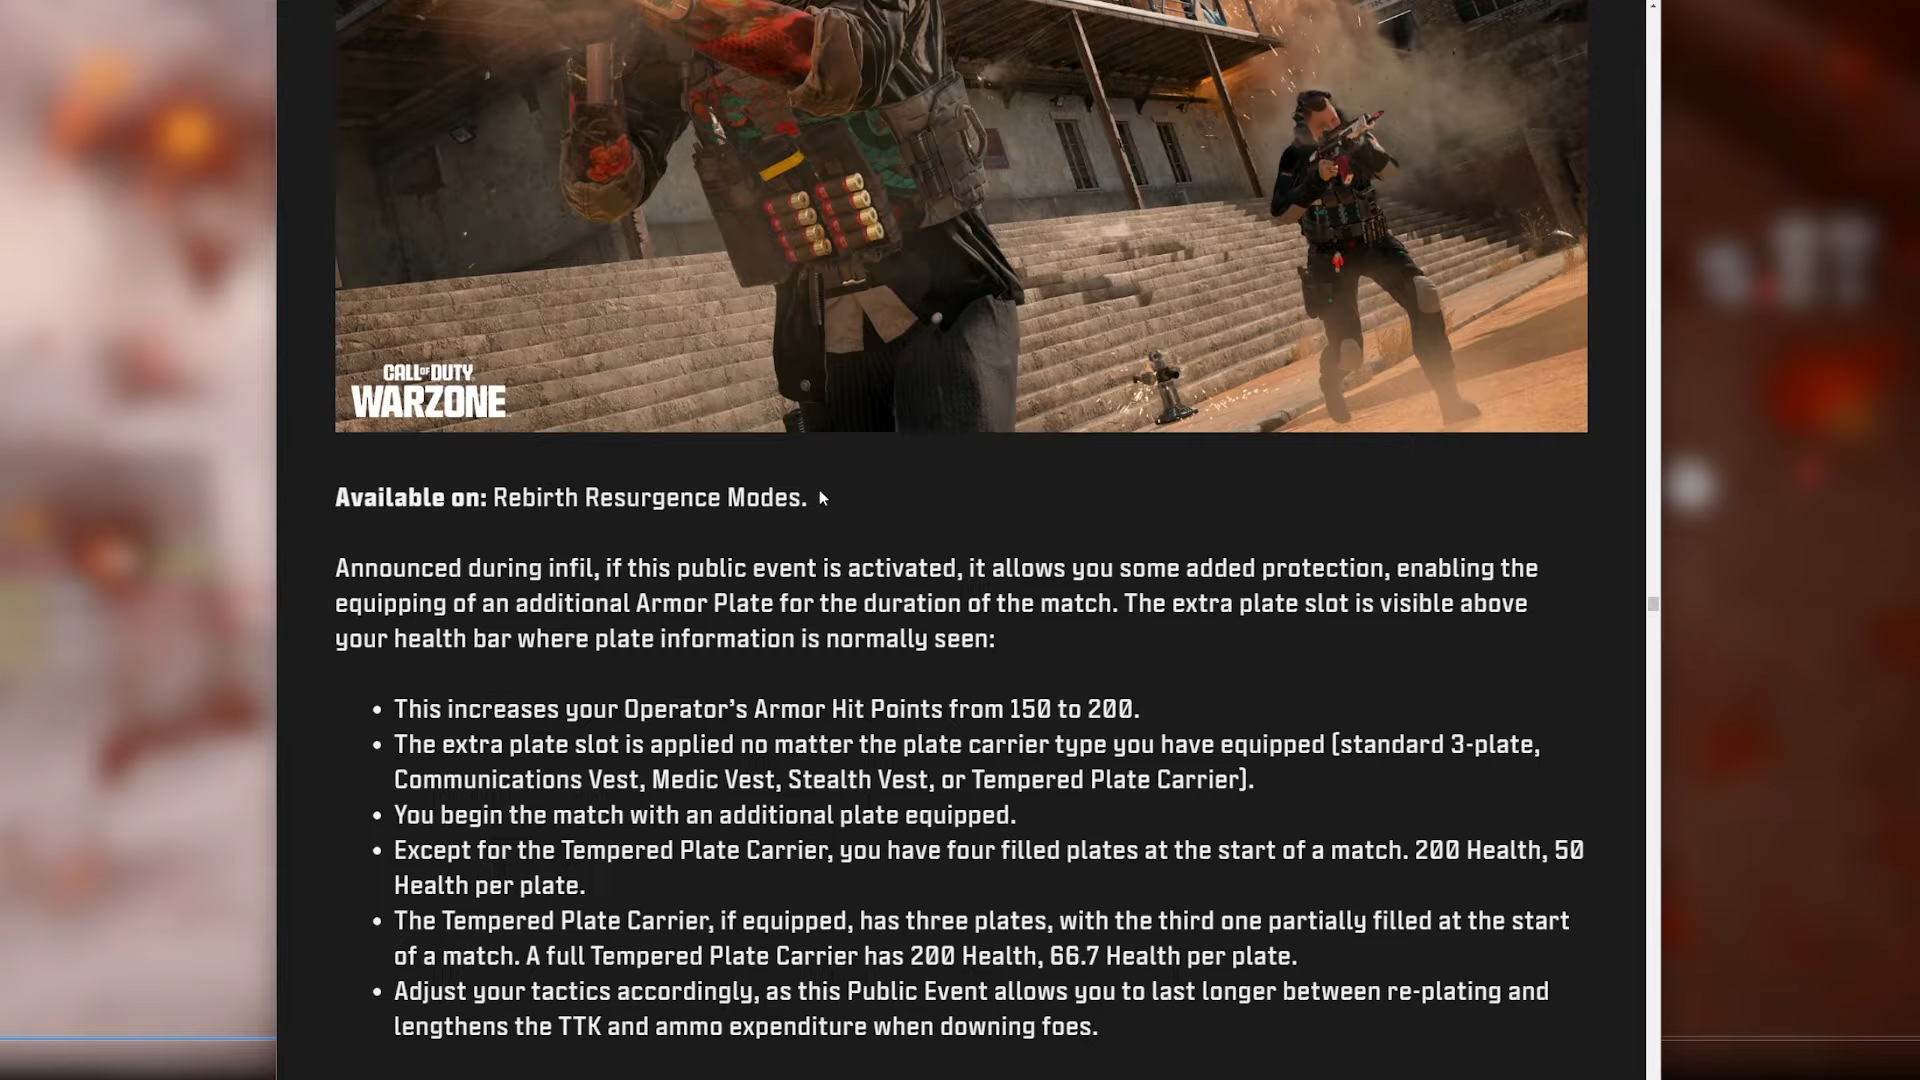 CALL OF DUTY
WARZONE
Available on: Rebirth Resurgence Modes.
Announced during infil, if this public event is activated, it allows you some added protection, enabling the
equipping of an additional Armor Plate for the duration of the match. The extra plate slot is visible above
your health bar where plate information is normally seen:
• This increases your Operator’s Armor Hit Points from 150 to 200.
• The extra plate slot is applied no matter the plate carrier type you have equipped (standard 3-plate,
Communications Vest, Medic Vest, Stealth Vest, or Tempered Plate Carrier).
• You begin the match with an additional plate equipped.
• Except for the Tempered Plate Carrier, you have four filled plates at the start of a match. 200 Health, 50
Health per plate.
• The Tempered Plate Carrier, if equipped, has three plates, with the third one partially filled at the start
of a match. A full Tempered Plate Carrier has 200 Health, 66.7 Health per plate.
• Adjust your tactics accordingly, as this Public Event allows you to last longer between re-plating and
lengthens the TTK and ammo expenditure when downing foes.